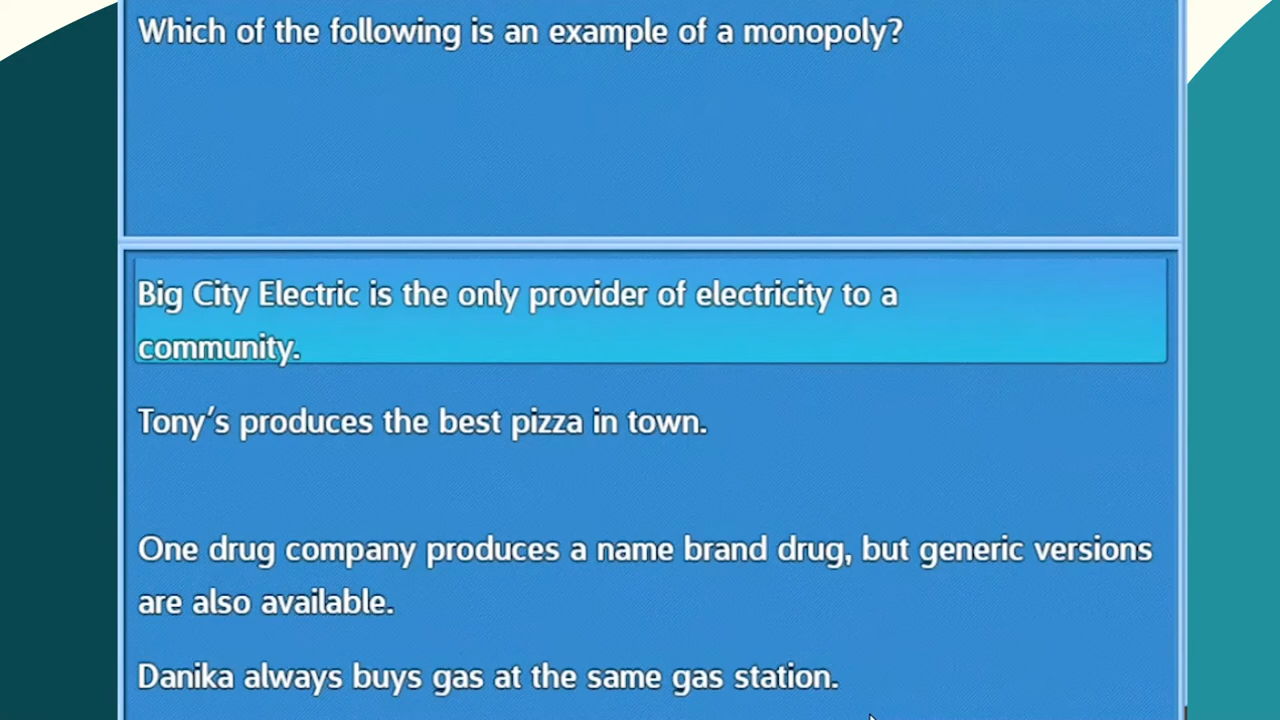 Which of the following is an example of a monopoly?
Big City Electric is the only provider of electricity to a
community.
Tony’s produces the best pizza in town.
One drug company produces a name brand drug, but generic versions
are also available.
Danika always buys gas at the same gas station.